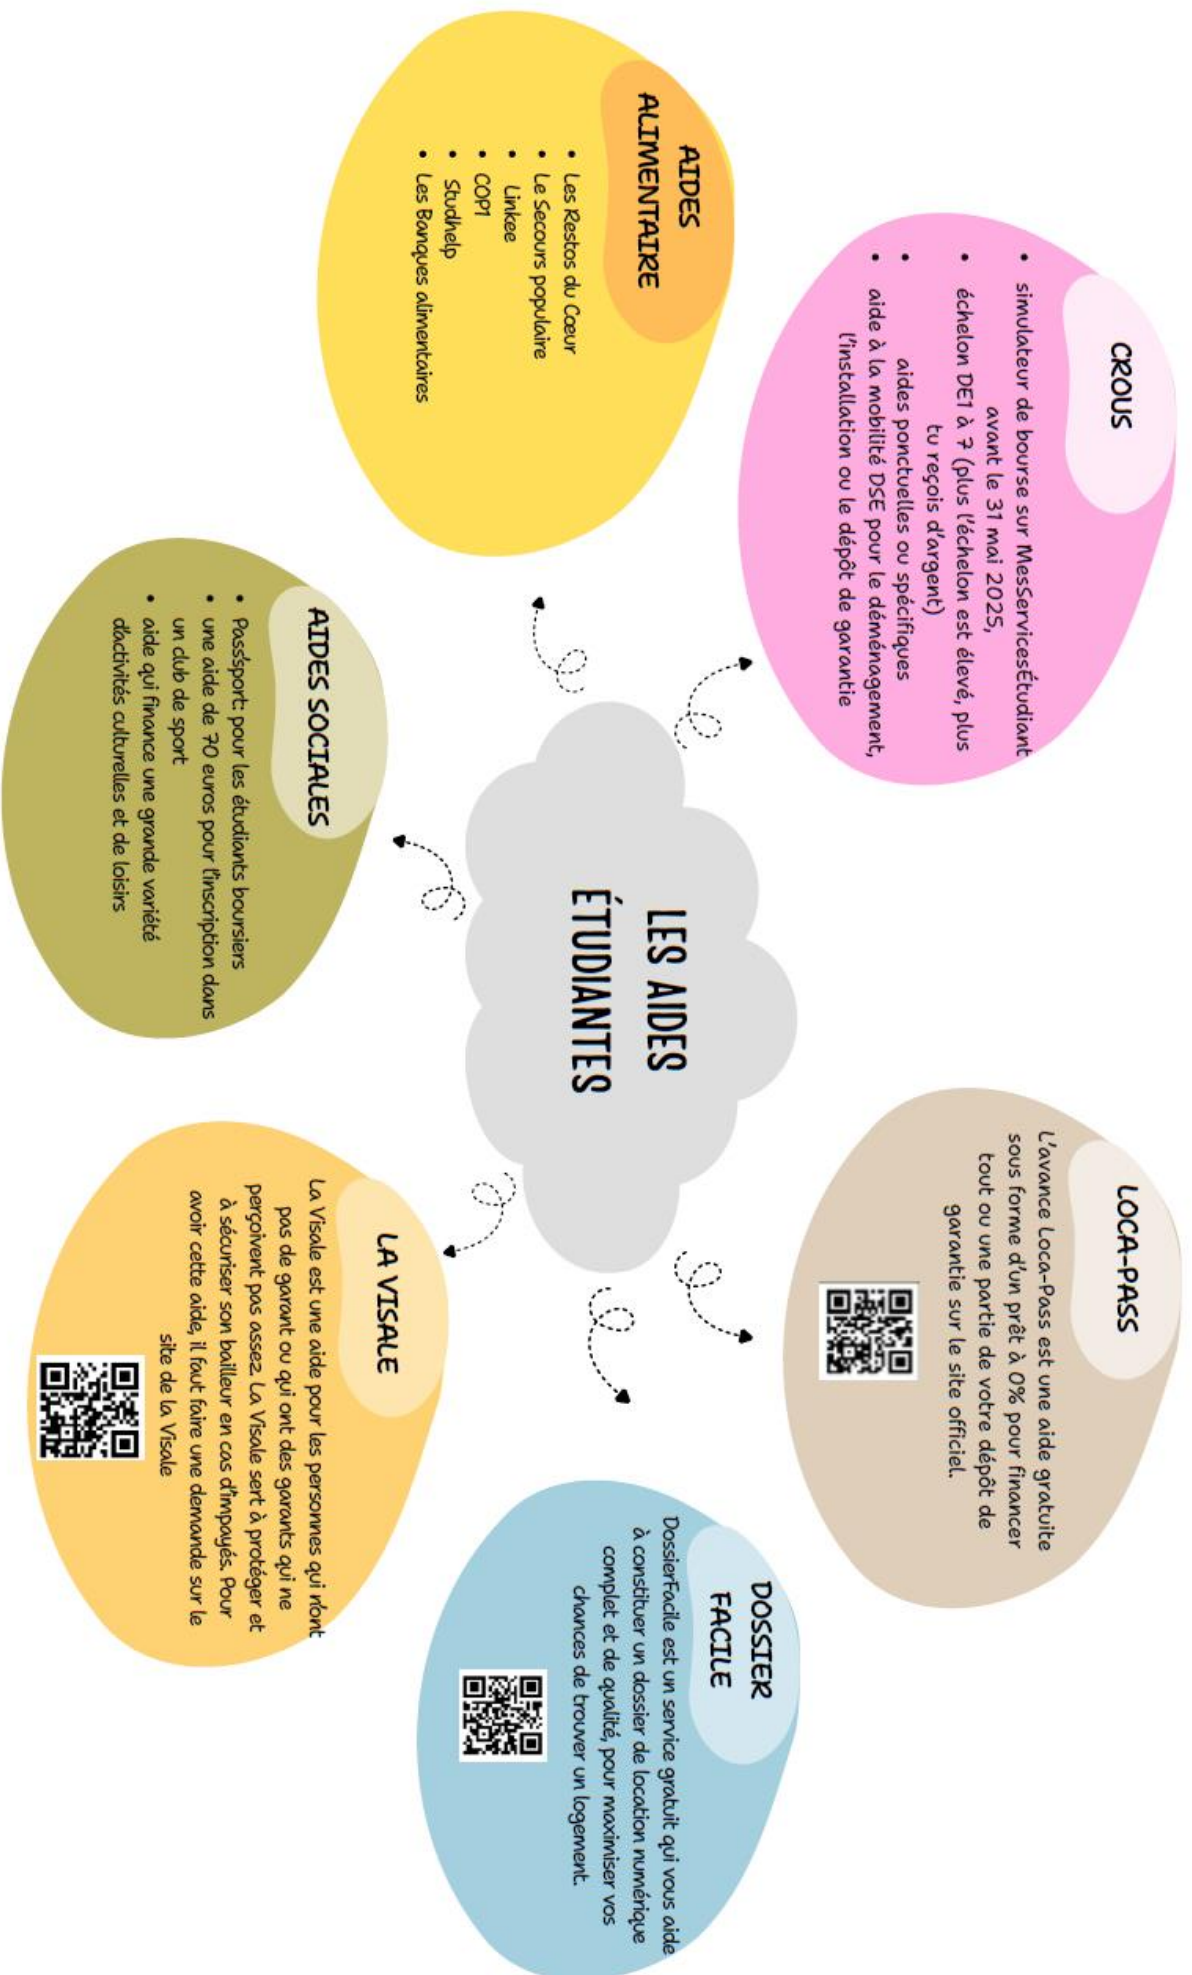 CROUS
simulateur de bourse sur MesServicesÉtudiant
avant le 31 mai 2025,
échelon DE1 à 7 (plus l'échelon est élevé, plus
tu reçois d'argent)
aides ponctuelles ou spécifiques
aide à la mobilité DSE pour le déménagement,
l'installation ou le dépôt de garantie
LOCA-PASS
L'avance Loca-Pass est une aide gratuite
sous forme d'un prêt à 0% pour financer
tout ou une partie de votre dépôt de
garantie sur le site officiel.
AIDES
ALIMENTAIRE
Les Restos du Cœur
Le Secours populaire
Linkee
COP1
Studhelp
Les Banques alimentaires
LES AIDES
ÉTUDIANTES
DOSSIER
FACILE
DossierFacile est un service gratuit qui vous aide
à constituer un dossier de location numérique
complet et de qualité, pour maximiser vos
chances de trouver un logement.
AIDES SOCIALES
Pass'sport: pour les étudiants boursiers
une aide de 70 euros pour l'inscription dans
un club de sport
aide qui finance une grande variété
d'activités culturelles et de loisirs
LA VISALE
La Visale est une aide pour les personnes qui n'ont
pas de garant ou qui ont des garants qui ne
perçoivent pas assez. La Visale sert à protéger et
à sécuriser son bailleur en cas d'impayés. Pour
avoir cette aide, il faut faire une demande sur le
site de la Visale